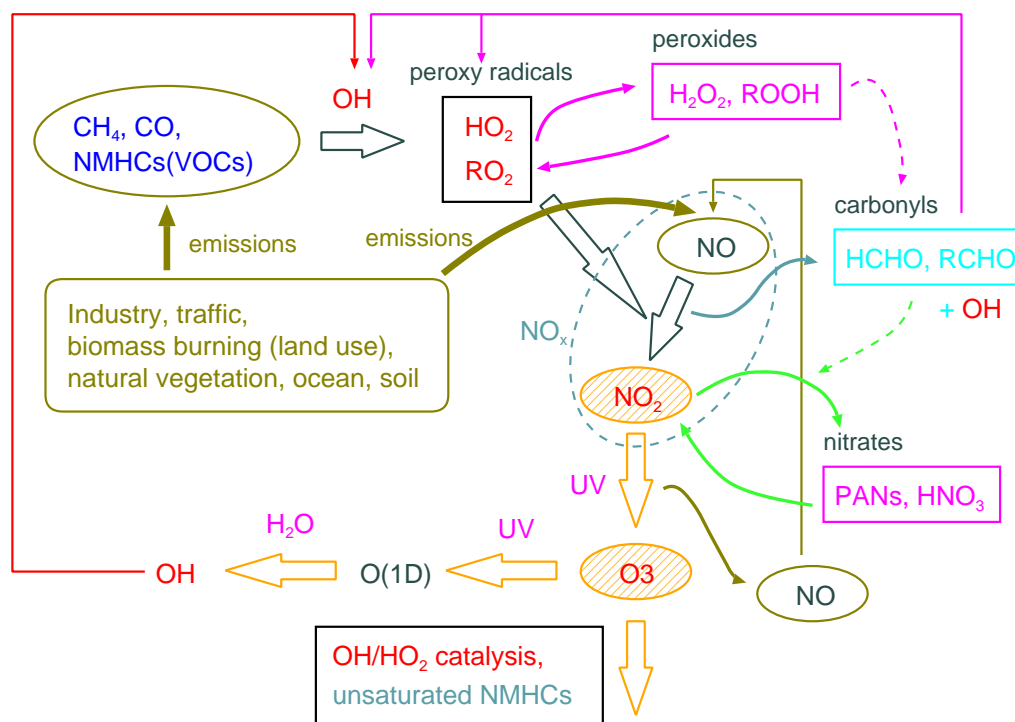 peroxides
peroxy radicals
OH
H₂O₂, ROOH
CH₄, CO,
NMHCs(VOCs)
HO₂
RO₂
carbonyls
emissions
emissions
NO
HCHO, RCHO
+ OH
Industry, traffic,
biomass burning (land use),
natural vegetation, ocean, soil
NOₓ
NO₂
nitrates
UV
PANs, HNO₃
H₂O
UV
OH
O(1D)
O3
NO
OH/HO₂ catalysis,
unsaturated NMHCs